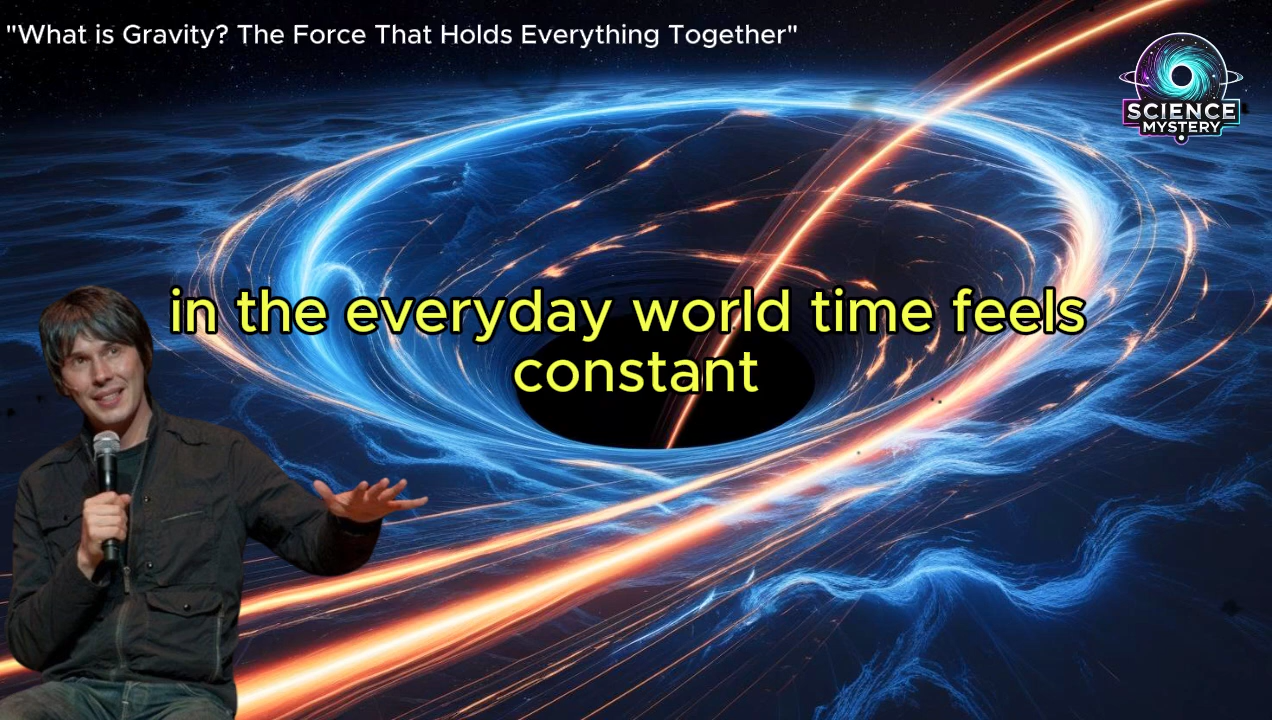 "What is Gravity? The Force That Holds Everything Together"
SCIENCE
MYSTERY
in the everyday world time feels
constant